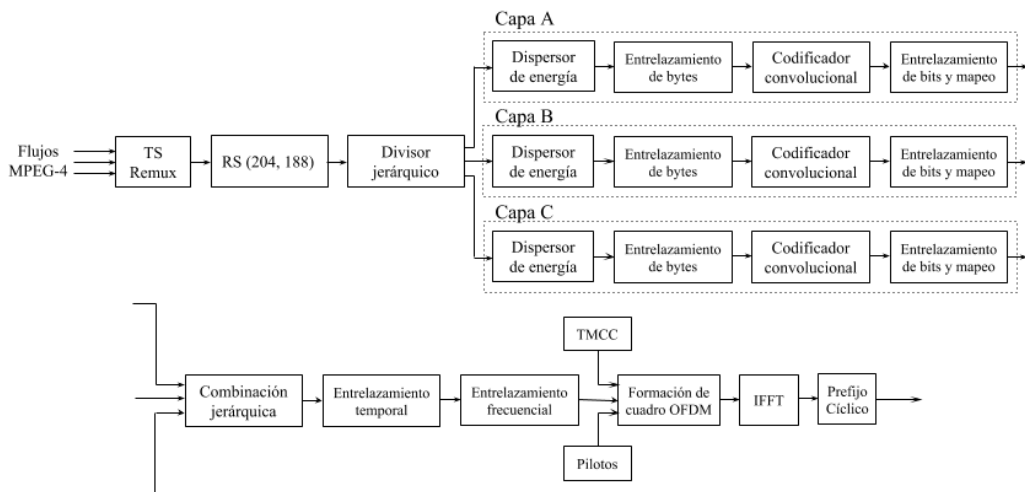 Capa A
Dispersor
de energía
Entrelazamiento
de bytes
Codificador
convolucional
Entrelazamiento
de bits y mapeo
Flujos
MPEG-4
TS
Remux
RS (204, 188)
Divisor
jerárquico
Capa B
Dispersor
de energía
Entrelazamiento
de bytes
Codificador
convolucional
Entrelazamiento
de bits y mapeo
Capa C
Dispersor
de energía
Entrelazamiento
de bytes
Codificador
convolucional
Entrelazamiento
de bits y mapeo
TMCC
Combinación
jerárquica
Entrelazamiento
temporal
Entrelazamiento
frecuencial
Formación de
cuadro OFDM
IFFT
Prefijo
Cíclico
Pilotos